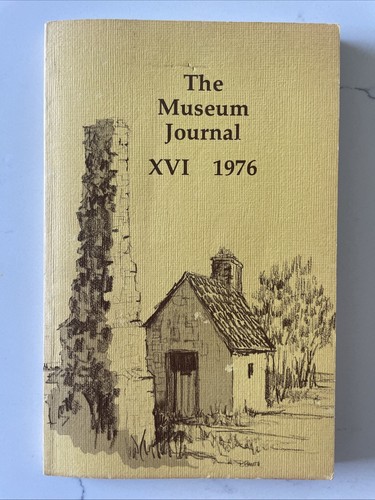 The
Museum
Journal
XVI 1976